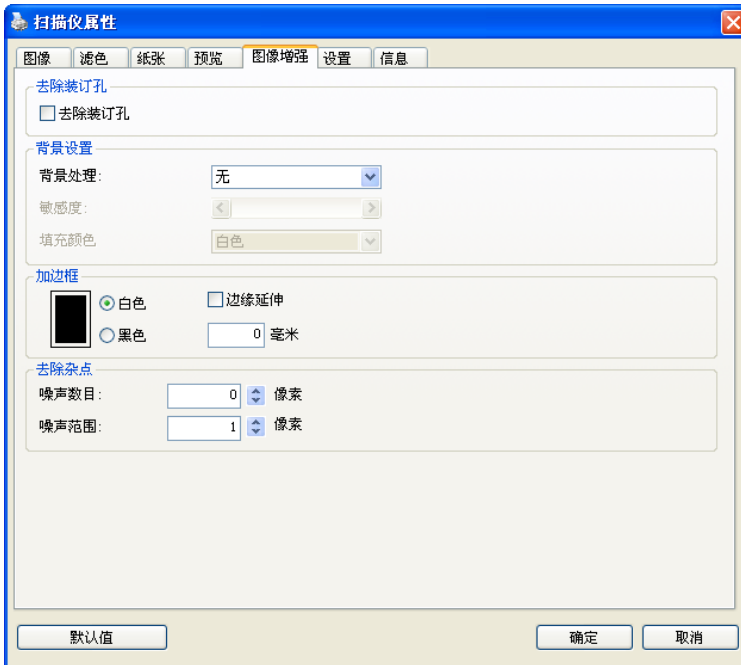 扫描仪属性
图像 滤色 纸张 预览 图像增强 设置 信息
去除装订孔
去除装订孔
背景设置
背景处理: 无
敏感度:
填充颜色 白色
加边框
白色 边缘延伸
黑色 0 毫米
去除杂点
噪声数目: 0 像素
噪声范围: 1 像素
默认值 确定 取消